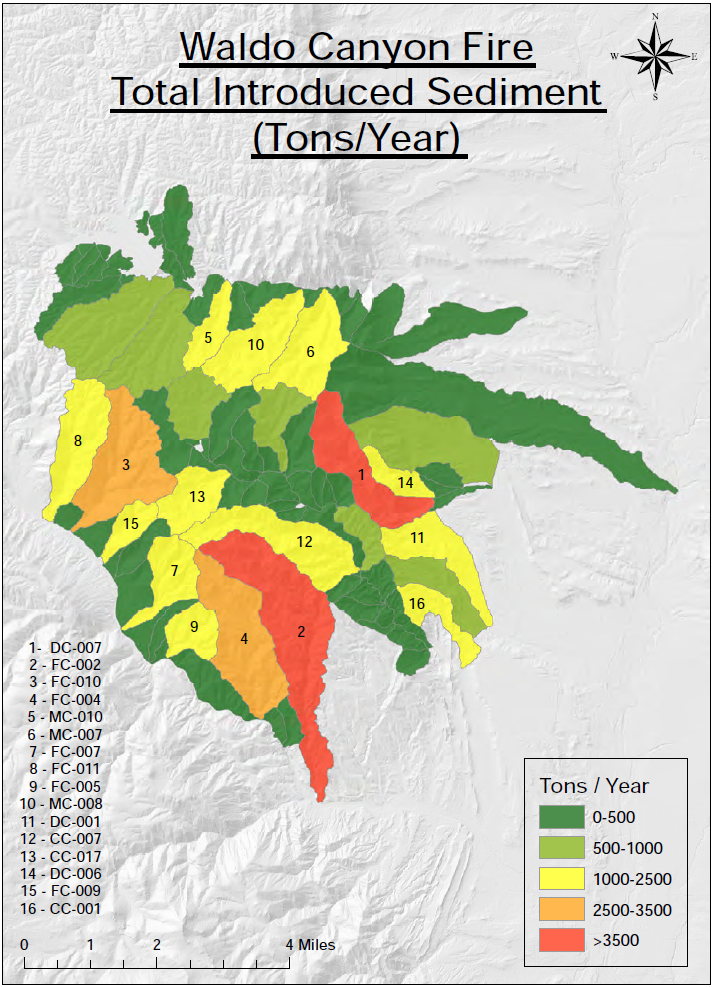 Waldo Canyon Fire
Total Introduced Sediment
(Tons/Year)
N
W E
S
5
10
6
8
3
1
14
13
15
12
11
7
16
9
4
2
1- DC-007
2 - FC-002
3 - FC-010
4 - FC-004
5 - MC-010
6 - MC-007
7 - FC-007
8 - FC-011
9 - FC-005
10 - MC-008
11 - DC-001
12 - CC-007
13 - CC-017
14 - DC-006
15 - FC-009
16 - CC-001
0 1 2 4 Miles
Tons / Year
0-500
500-1000
1000-2500
2500-3500
>3500